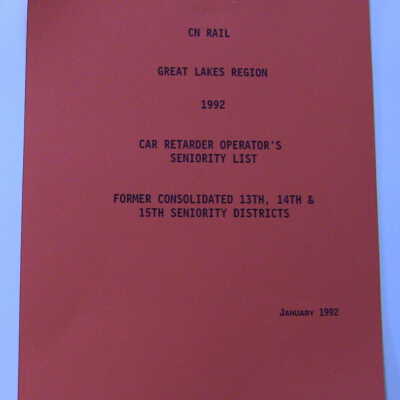 CN RAIL
GREAT LAKES REGION
1992
CAR RETARDER OPERATOR'S
SENIORITY LIST
FORMER CONSOLIDATED 13TH, 14TH &
15TH SENIORITY DISTRICTS
JANUARY 1992